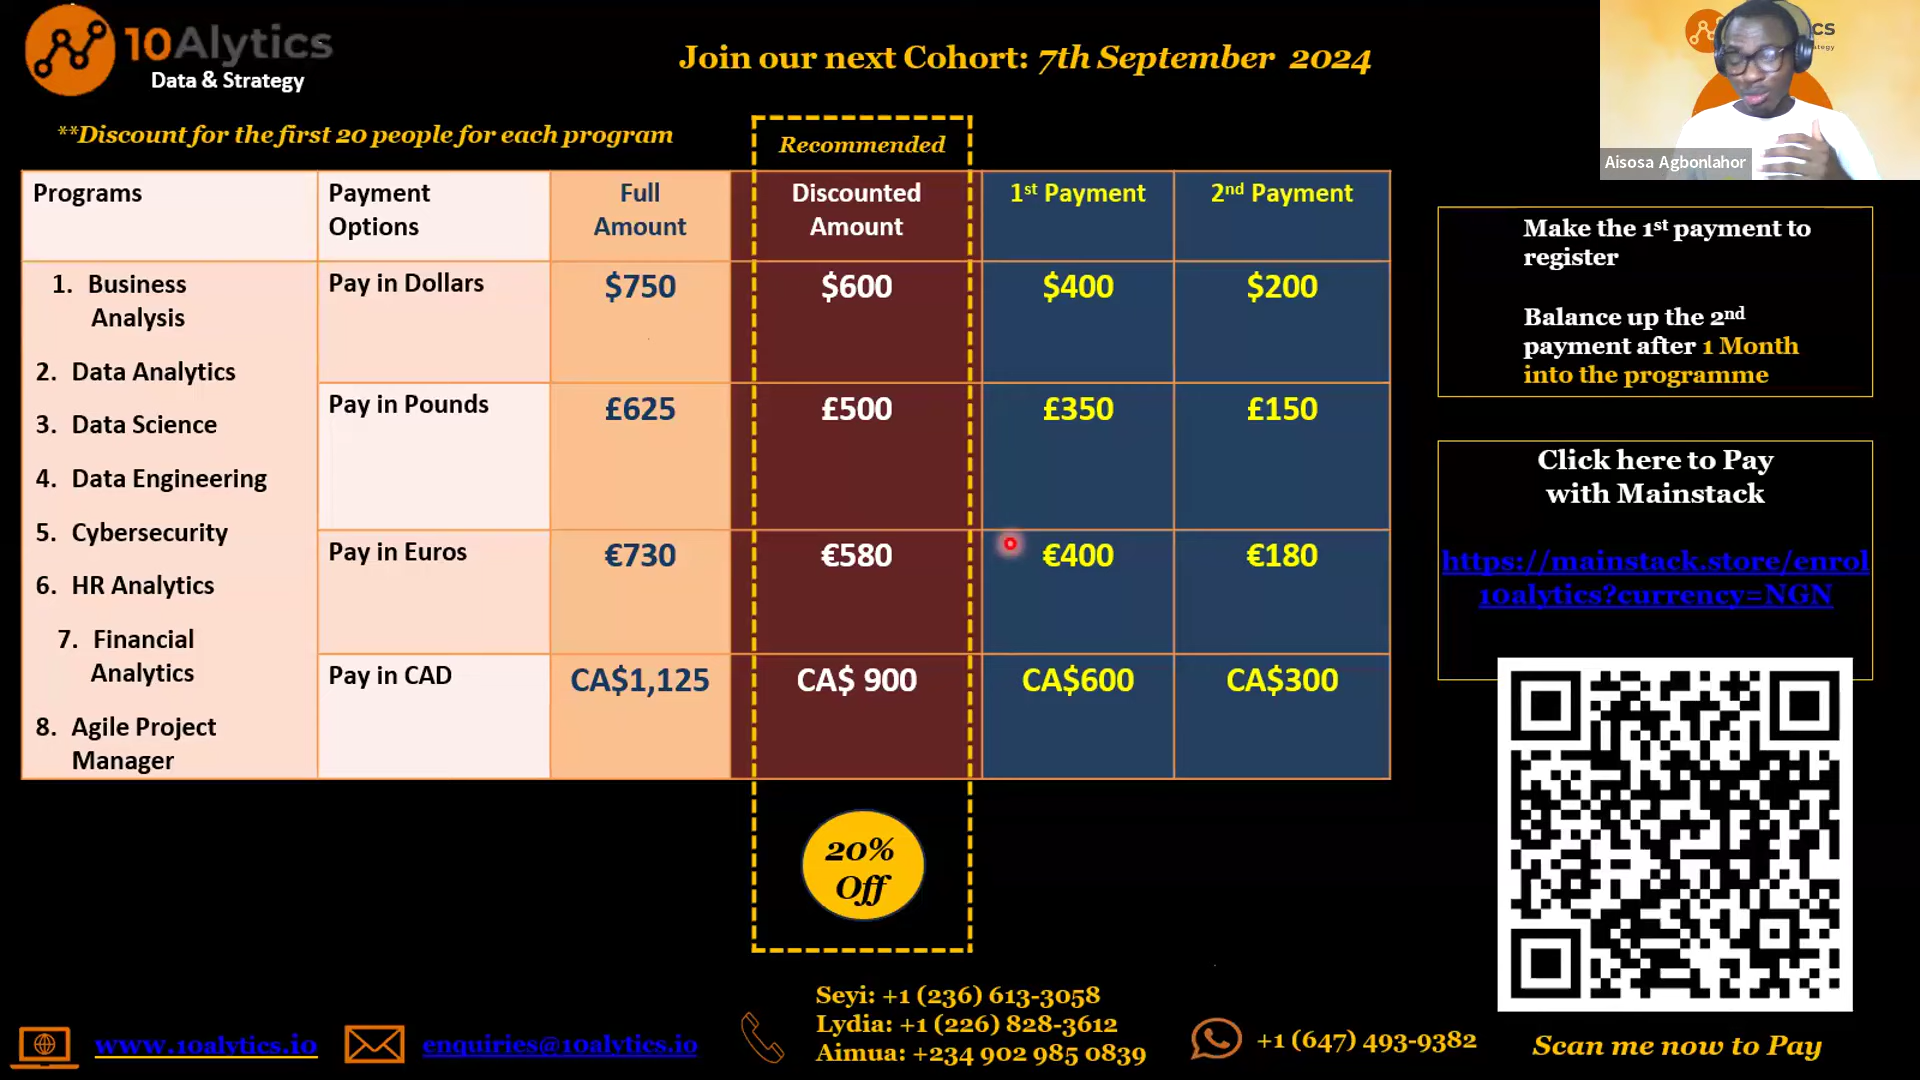 10Alytics
Data & Strategy
Join our next Cohort: 7th September 2024
cs
Aisosa Agbonlahor
**Discount for the first 20 people for each program
Recommended
Programs
Payment
Options
Full
Amount
Discounted
Amount
1st Payment
2nd Payment
1. Business
Analysis
2. Data Analytics
3. Data Science
4. Data Engineering
5. Cybersecurity
6. HR Analytics
7. Financial
Analytics
8. Agile Project
Manager
Pay in Dollars
$750
$600
$400
$200
Pay in Pounds
£625
£500
£350
£150
Pay in Euros
€730
€580
€400
€180
Pay in CAD
CA$1,125
CA$ 900
CA$600
CA$300
20%
Off
Make the 1st payment to
register
Balance up the 2nd
payment after 1 Month
into the programme
Click here to Pay
with Mainstack
https://mainstack.store/enrol
10alytics?currency=NGN
www.10alytics.io
enquiries@10alytics.io
Seyi: +1 (236) 613-3058
Lydia: +1 (226) 828-3612
Aimua: +234 902 985 0839
+1 (647) 493-9382
Scan me now to Pay